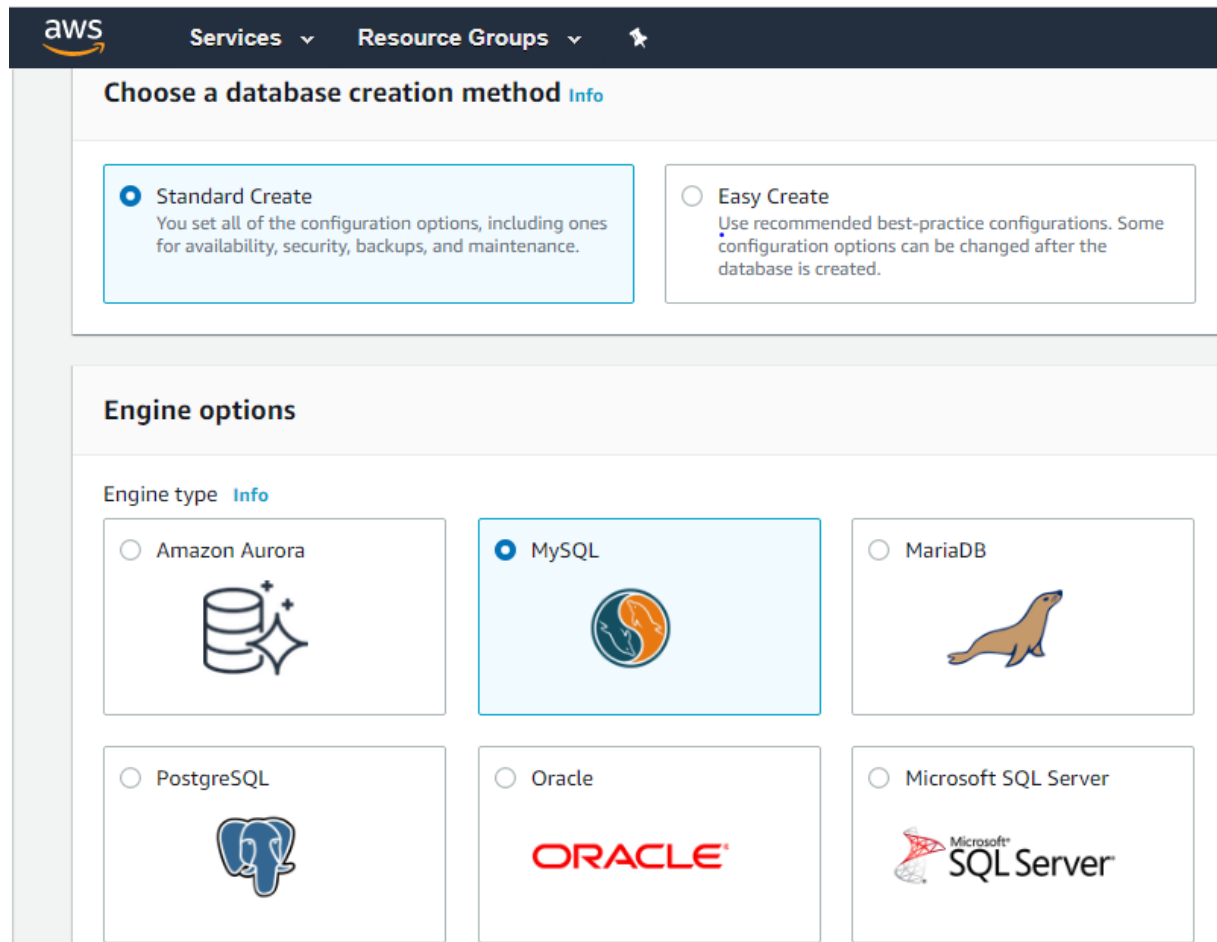 aws Services Resource Groups
Choose a database creation method Info
Standard Create
You set all of the configuration options, including ones
for availability, security, backups, and maintenance.
Easy Create
Use recommended best-practice configurations. Some
configuration options can be changed after the
database is created.
Engine options
Engine type Info
Amazon Aurora
MySQL
MariaDB
PostgreSQL
Oracle
ORACLE
Microsoft SQL Server
Microsoft
SQL Server